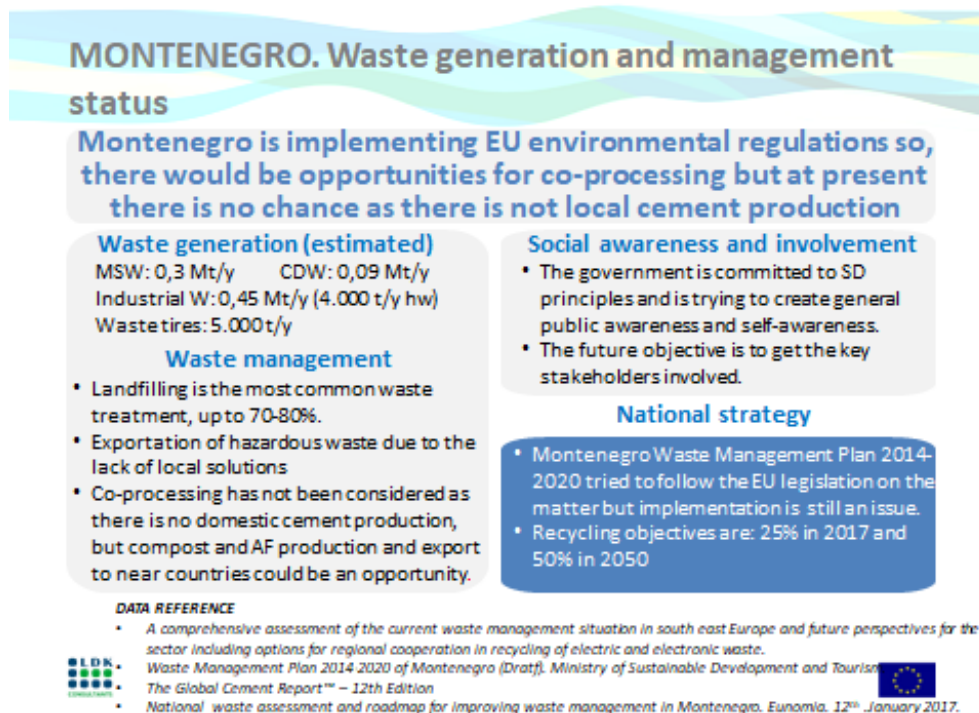 MONTENEGRO. Waste generation and management
status
Montenegro is implementing EU environmental regulations so,
there would be opportunities for co-processing but at present
there is no chance as there is not local cement production
Waste generation (estimated)
MSW: 0,3 Mt/y CDW: 0,09 Mt/y
Industrial W: 0,45 Mt/y (4.000 t/y hw)
Waste tires: 5.000 t/y
Waste management
• Landfilling is the most common waste
treatment, up to 70-80%.
• Exportation of hazardous waste due to the
lack of local solutions
• Co-processing has not been considered as
there is no domestic cement production,
but compost and AF production and export
to near countries could be an opportunity.
Social awareness and involvement
• The government is committed to SD
principles and is trying to create general
public awareness and self-awareness.
• The future objective is to get the key
stakeholders involved.
National strategy
• Montenegro Waste Management Plan 2014-
2020 tried to follow the EU legislation on the
matter but implementation is still an issue.
• Recycling objectives are: 25% in 2017 and
50% in 2050
DATA REFERENCE
• A comprehensive assessment of the current waste management situation in south east Europe and future perspectives for the
sector including options for regional cooperation in recycling of electric and electronic waste.
• Waste Management Plan 2014-2020 of Montenegro (Dratf). Ministry of Sustainable Development and Tourism
• The Global Cement Report™ – 12th Edition
• National waste assessment and roadmap for improving waste management in Montenegro. Eunomia. 12th January 2017.
LDK
CONSULTANTS